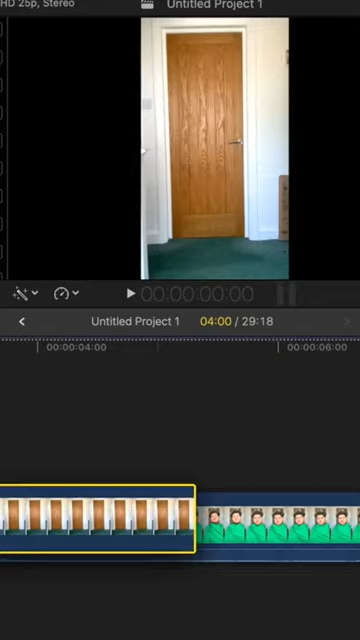 HD 25p, Stereo
Untitled Project 1
00:00:00:00
Untitled Project 1 04:00 / 29:18
00:00:04:00 00:00:06:00